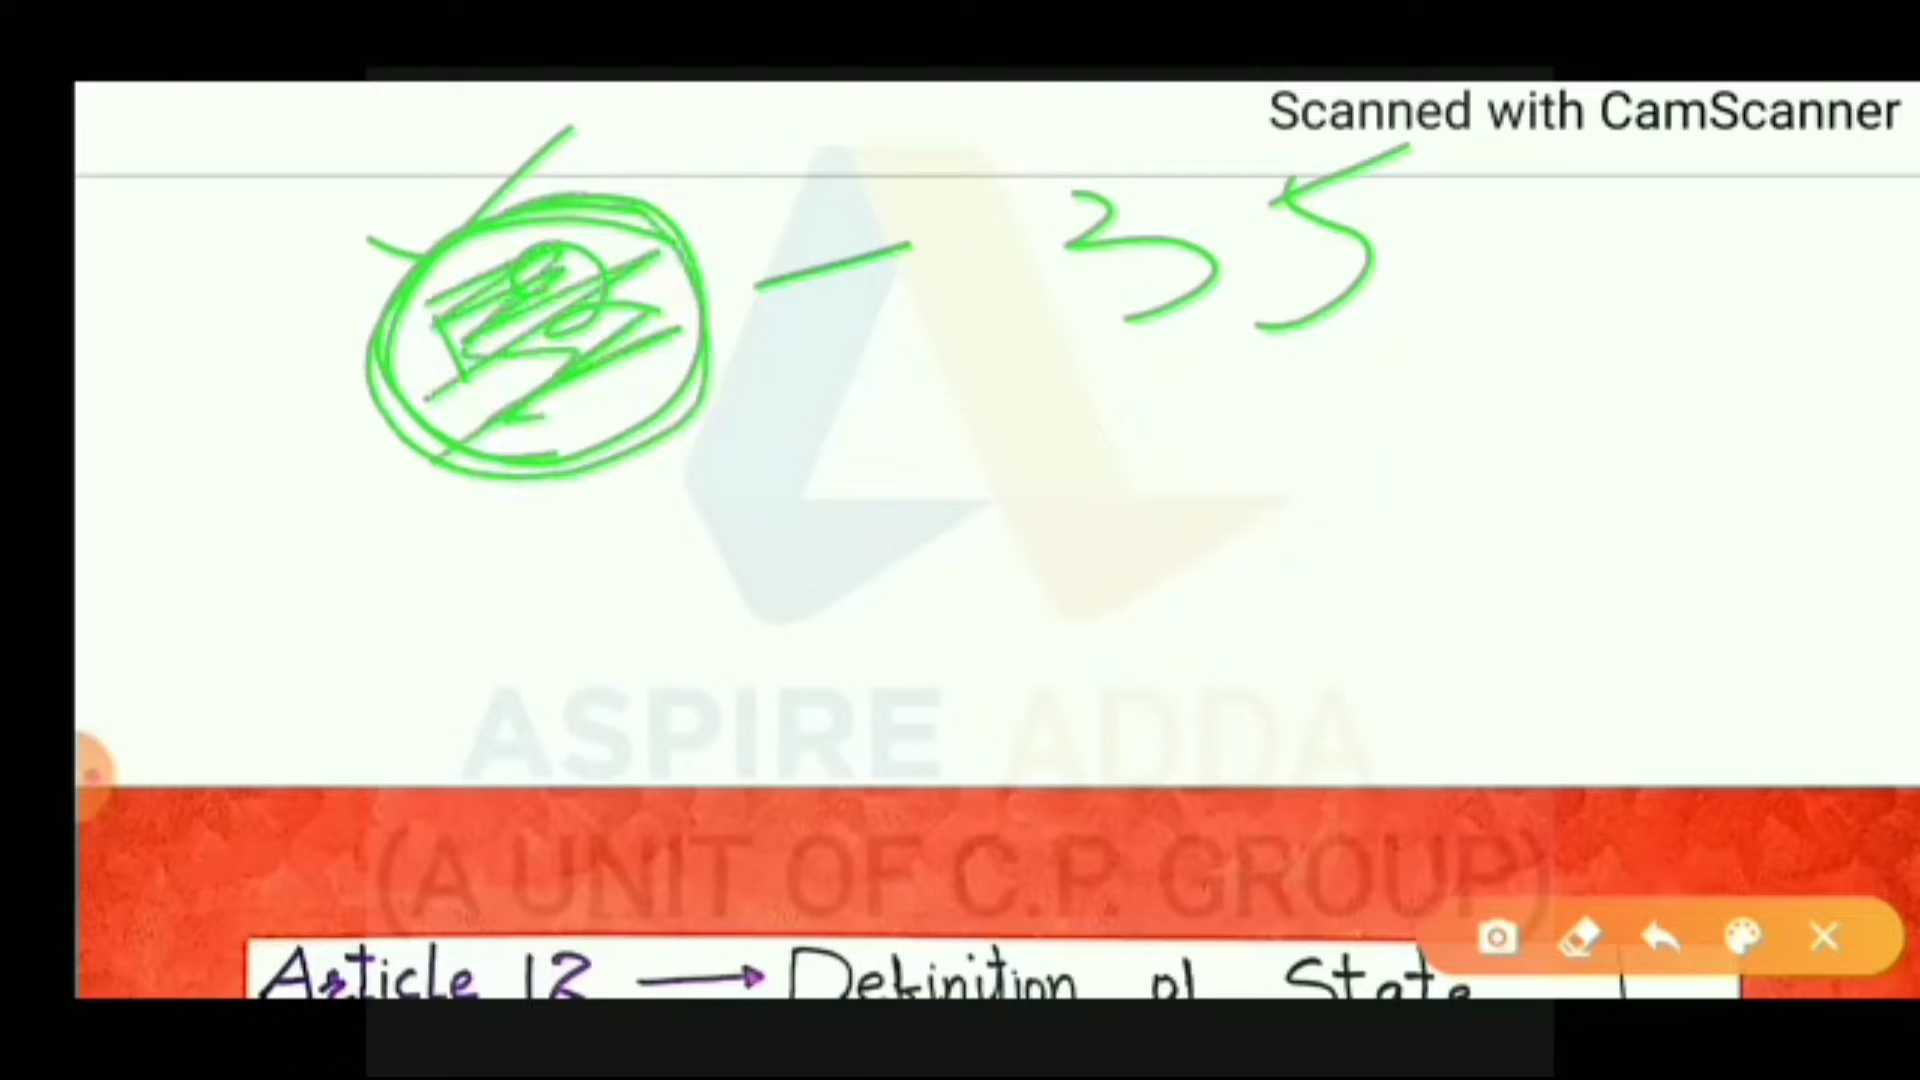 Scanned with CamScanner
- 35
ASPIRE ADDA
(A UNIT OF C.P. GROUP)
Article 12 → Definition of State